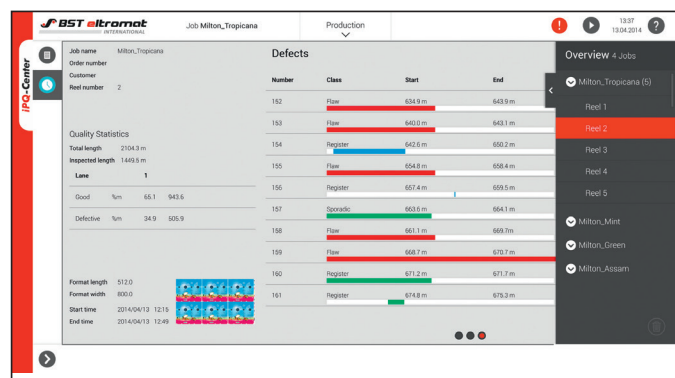 BST eltromat
INTERNATIONAL
Job Milton_Tropicana
Production
!
13:37
13.04.2014
?
iPQ-Center
Job name Milton_Tropicana
Order number
Customer
Reel number 2
Quality Statistics
Total length 2104.3 m
Inspected length 1449.6 m
Lane 1
Good %m 65.1 943.6
Defective %m 34.9 505.9
Format length 512.0
Format width 800.0
Start time 2014/04/13 12:15
End time 2014/04/13 12:49
Defects
Number Class Start End
152 Flaw 634.9 m 643.9 m
153 Flaw 640.0 m 643.1 m
154 Register 642.6 m 650.2 m
155 Flaw 654.8 m 658.4 m
156 Register 657.4 m 659.5 m
157 Sporadic 663.6 m 664.1 m
158 Flaw 661.1 m 669.7m
159 Flaw 668.7 m 670.7 m
160 Register 671.2 m 671.7 m
161 Register 674.8 m 675.3 m
Overview 4 Jobs
Milton_Tropicana (5)
Reel 1
Reel 2
Reel 3
Reel 4
Reel 5
Milton_Mint
Milton_Green
Milton_Assam